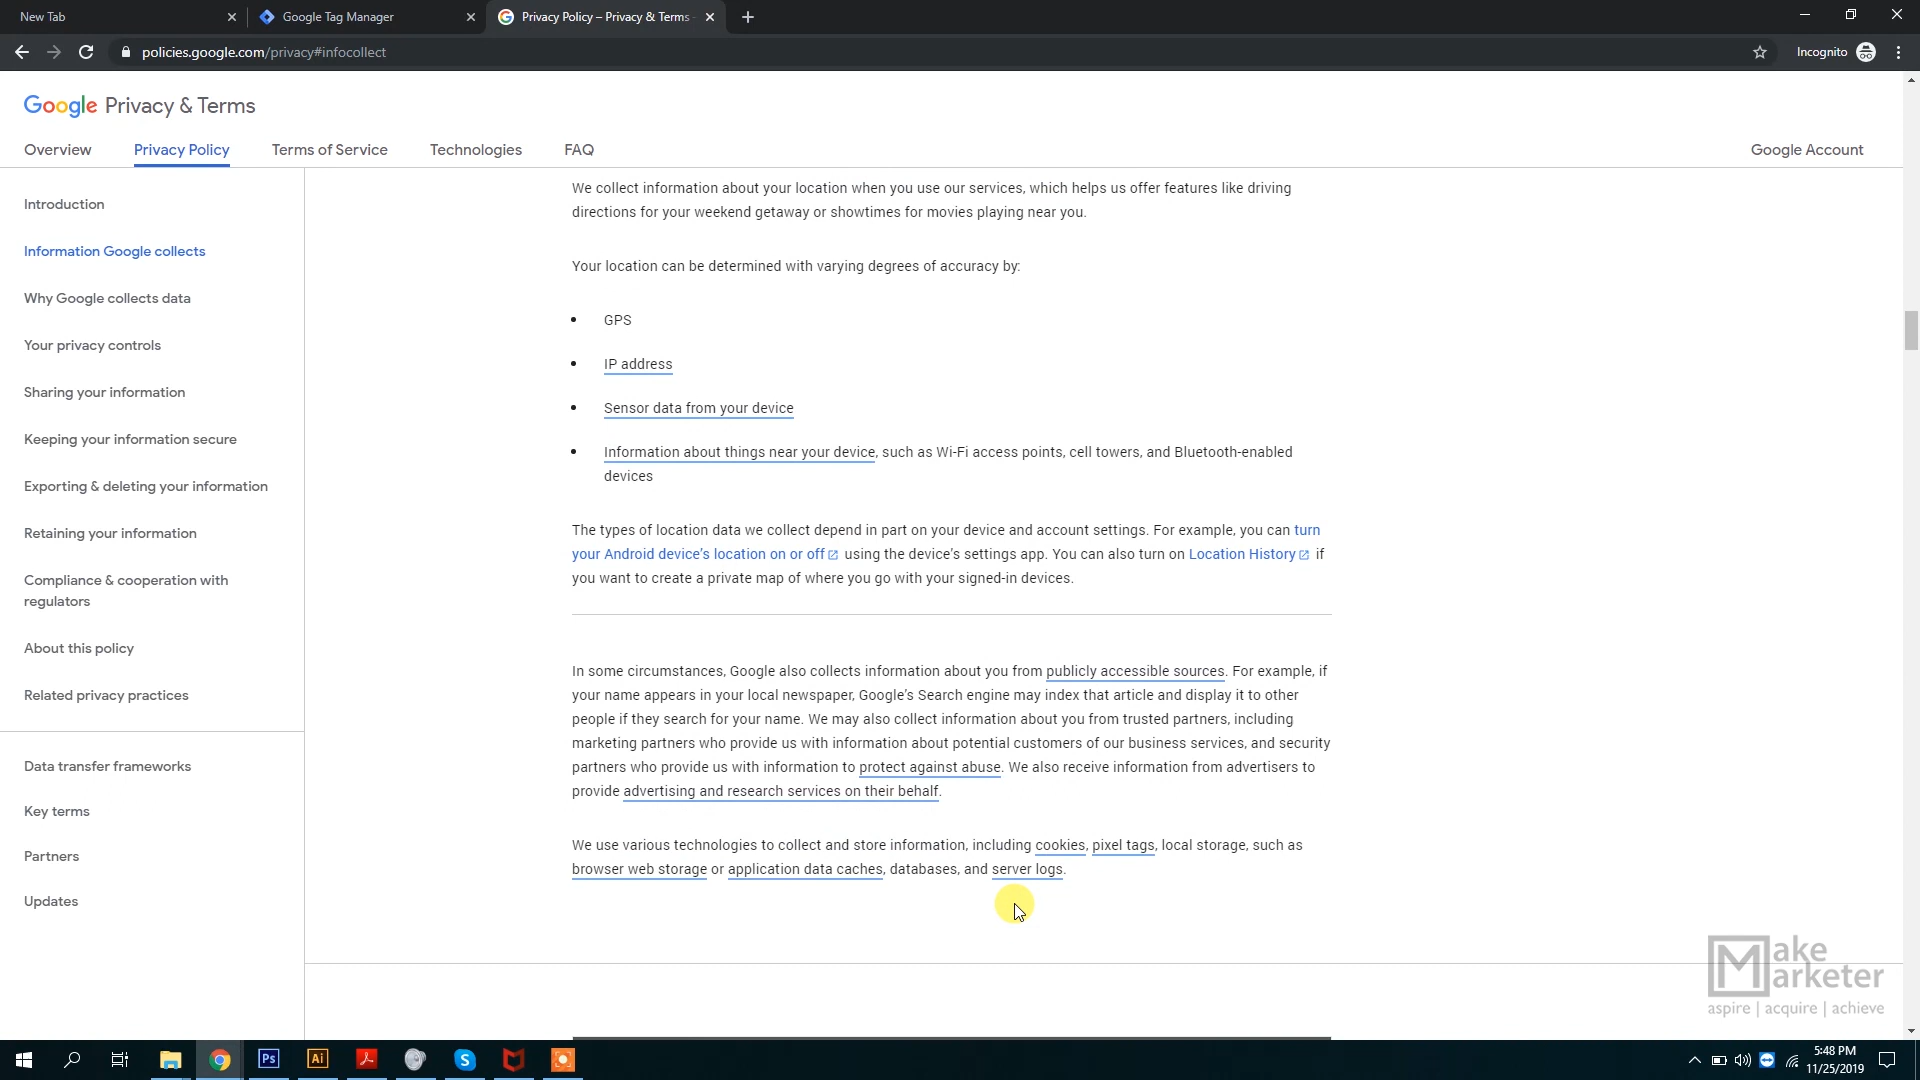 New Tab
Google Tag Manager
Privacy Policy – Privacy & Terms
policies.google.com/privacy#infocollect
Incognito
Google Privacy & Terms
Overview
Privacy Policy
Terms of Service
Technologies
FAQ
Google Account
Introduction
Information Google collects
Why Google collects data
Your privacy controls
Sharing your information
Keeping your information secure
Exporting & deleting your information
Retaining your information
Compliance & cooperation with
regulators
About this policy
Related privacy practices
Data transfer frameworks
Key terms
Partners
Updates
We collect information about your location when you use our services, which helps us offer features like driving
directions for your weekend getaway or showtimes for movies playing near you.
Your location can be determined with varying degrees of accuracy by:
• GPS
• IP address
• Sensor data from your device
• Information about things near your device, such as Wi-Fi access points, cell towers, and Bluetooth-enabled
devices
The types of location data we collect depend in part on your device and account settings. For example, you can turn
your Android device’s location on or off using the device’s settings app. You can also turn on Location History if
you want to create a private map of where you go with your signed-in devices.
In some circumstances, Google also collects information about you from publicly accessible sources. For example, if
your name appears in your local newspaper, Google’s Search engine may index that article and display it to other
people if they search for your name. We may also collect information about you from trusted partners, including
marketing partners who provide us with information about potential customers of our business services, and security
partners who provide us with information to protect against abuse. We also receive information from advertisers to
provide advertising and research services on their behalf.
We use various technologies to collect and store information, including cookies, pixel tags, local storage, such as
browser web storage or application data caches, databases, and server logs.
Make
Marketer
aspire | acquire | achieve
Ps
Ai
5:48 PM
11/25/2019